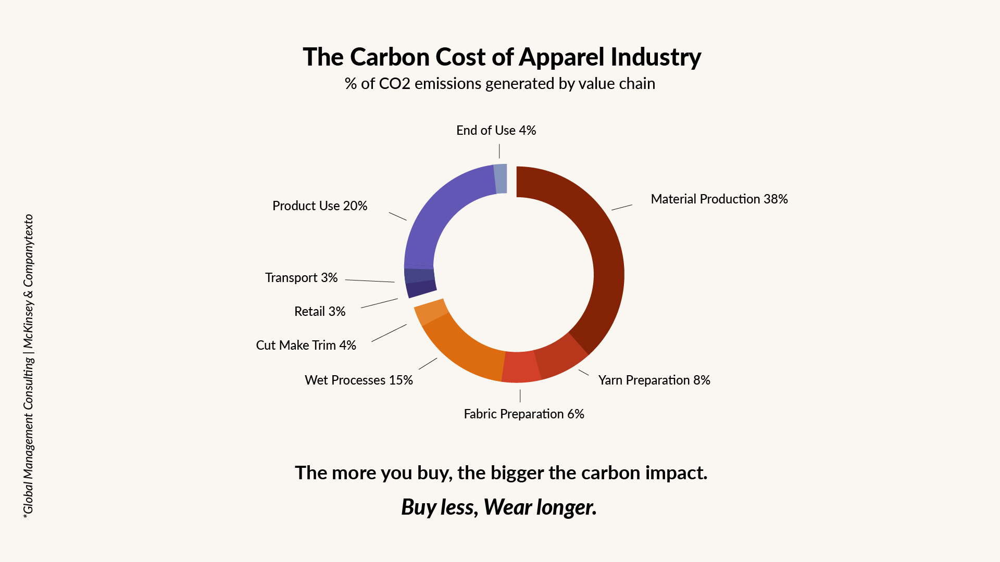 The Carbon Cost of Apparel Industry
% of CO2 emissions generated by value chain
End of Use 4%
Material Production 38%
Product Use 20%
Transport 3%
Retail 3%
Cut Make Trim 4%
Wet Processes 15%
Yarn Preparation 8%
Fabric Preparation 6%
The more you buy, the bigger the carbon impact.
Buy less, Wear longer.
*Global Management Consulting | McKinsey & Companytexto